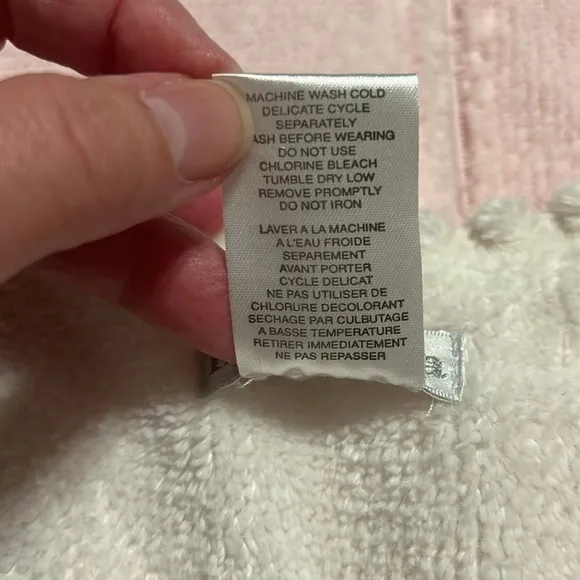 MACHINE WASH COLD
DELICATE CYCLE
SEPARATELY
ASH BEFORE WEARING
DO NOT USE
CHLORINE BLEACH
TUMBLE DRY LOW
REMOVE PROMPTLY
DO NOT IRON
LAVER A LA MACHINE
A L'EAU FROIDE
SEPAREMENT
AVANT PORTER
CYCLE DELICAT
NE PAS UTILISER DE
CHLORURE DECOLORANT
SECHAGE PAR CULBUTAGE
A BASSE TEMPERATURE
RETIRER IMMEDIATEMENT
NE PAS REPASSER